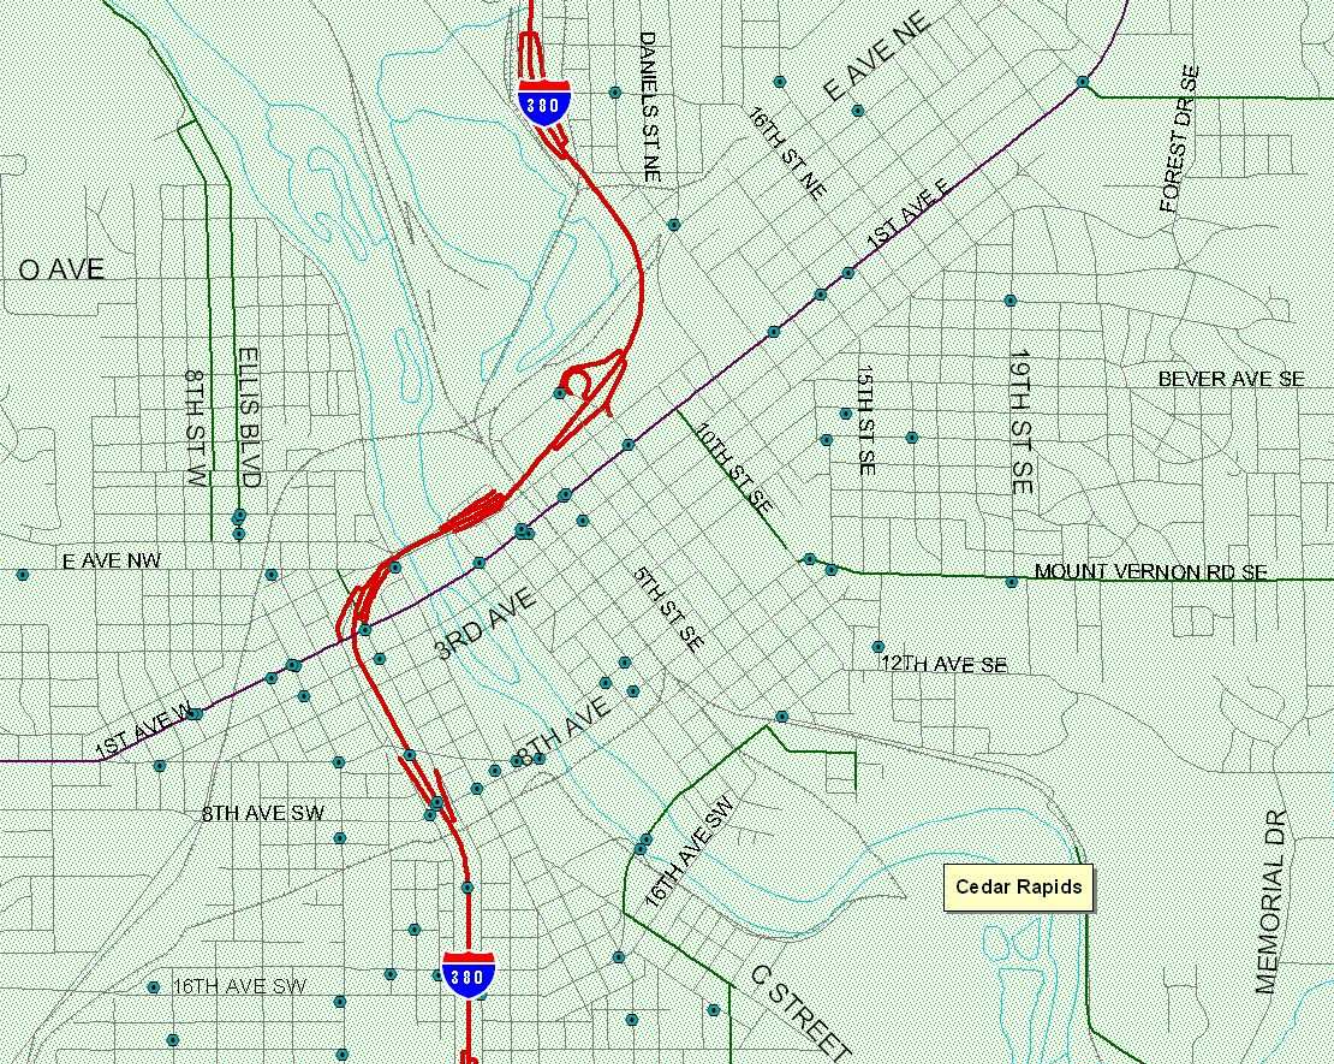 DANIELS ST NE
E AVE NE
380
16TH ST NE
FOREST DR SE
1ST AVE E
O AVE
8TH ST W
ELLIS BLVD
15TH ST SE
19TH ST SE
BEVER AVE SE
10TH ST SE
E AVE NW
MOUNT VERNON RD SE
5TH ST SE
3RD AVE
12TH AVE SE
1ST AVE W
8TH AVE
8TH AVE SW
16TH AVE SW
Cedar Rapids
MEMORIAL DR
380
16TH AVE SW
C STREET